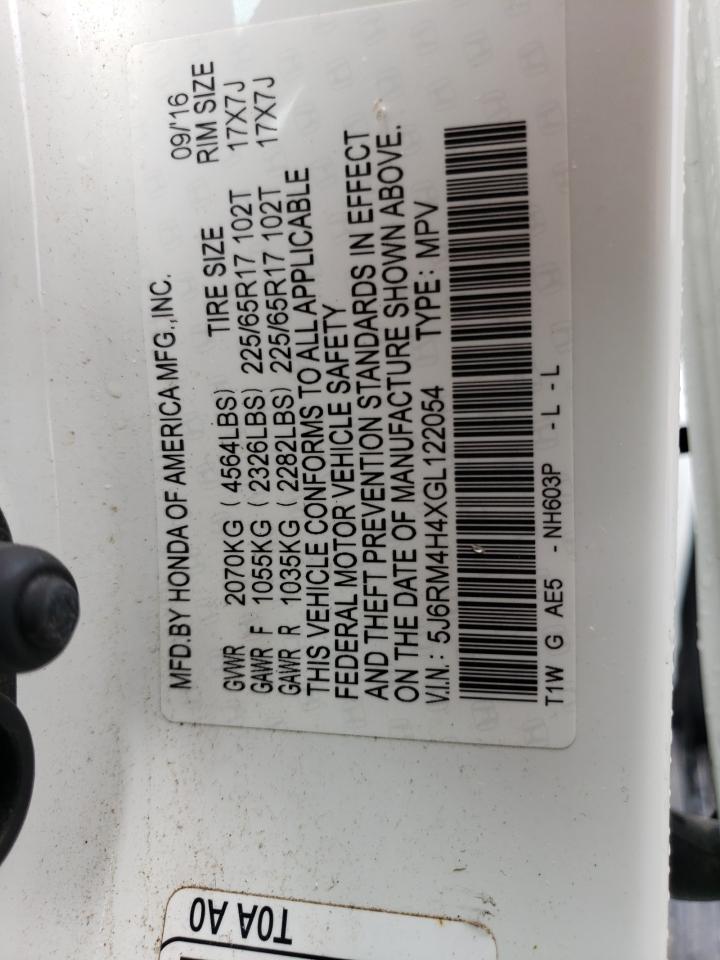 MFD.BY HONDA OF AMERICA MFG.,INC. 09/'16
TIRE SIZE RIM SIZE
GVWR 2070KG (4564LBS)
GAWR F 1055KG (2326LBS) 225/65R17 102T 17X7J
GAWR R 1035KG (2282LBS) 225/65R17 102T 17X7J
THIS VEHICLE CONFORMS TO ALL APPLICABLE
FEDERAL MOTOR VEHICLE SAFETY
AND THEFT PREVENTION STANDARDS IN EFFECT
ON THE DATE OF MANUFACTURE SHOWN ABOVE.
V.I.N.: 5J6RM4H4XGL122054 TYPE: MPV
T1W G AE5 - NH603P - L - L
T0A A0